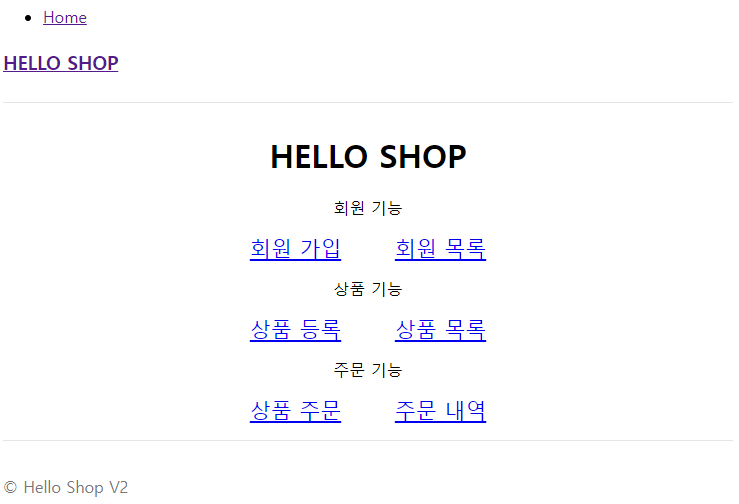 Home
HELLO SHOP
HELLO SHOP
회원 기능
회원 가입 회원 목록
상품 기능
상품 등록 상품 목록
주문 기능
상품 주문 주문 내역
© Hello Shop V2